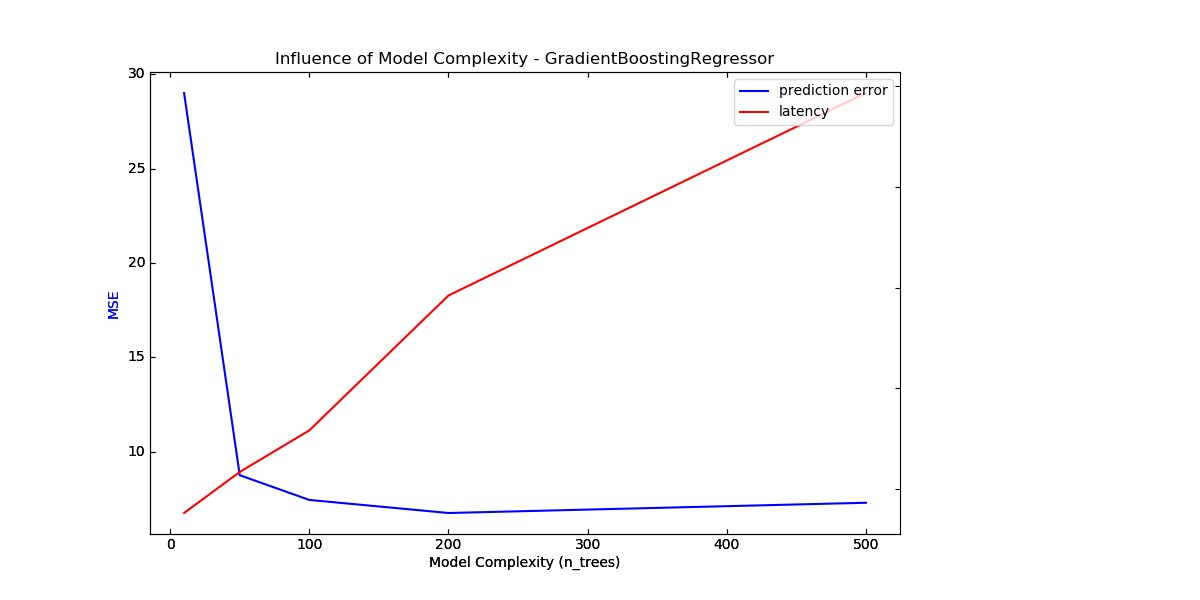 Influence of Model Complexity - GradientBoostingRegressor
prediction error
latency
30
25
20
15
10
MSE
0 100 200 300 400 500
Model Complexity (n_trees)